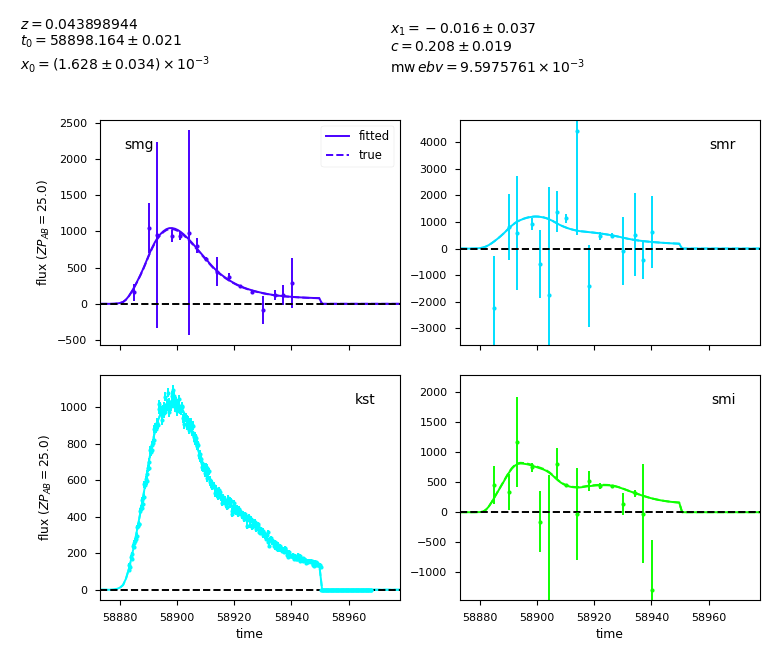 z = 0.043898944
t₀ = 58898.164 ± 0.021
x₀ = (1.628 ± 0.034) × 10⁻³
x₁ = −0.016 ± 0.037
c = 0.208 ± 0.019
mw ebv = 9.5975761 × 10⁻³
smg
fitted
true
flux (ZP_AB = 25.0)
2500
2000
1500
1000
500
0
−500
smr
4000
3000
2000
1000
0
−1000
−2000
−3000
kst
flux (ZP_AB = 25.0)
1000
800
600
400
200
0
58880 58900 58920 58940 58960
time
smi
2000
1500
1000
500
0
−500
−1000
58880 58900 58920 58940 58960
time